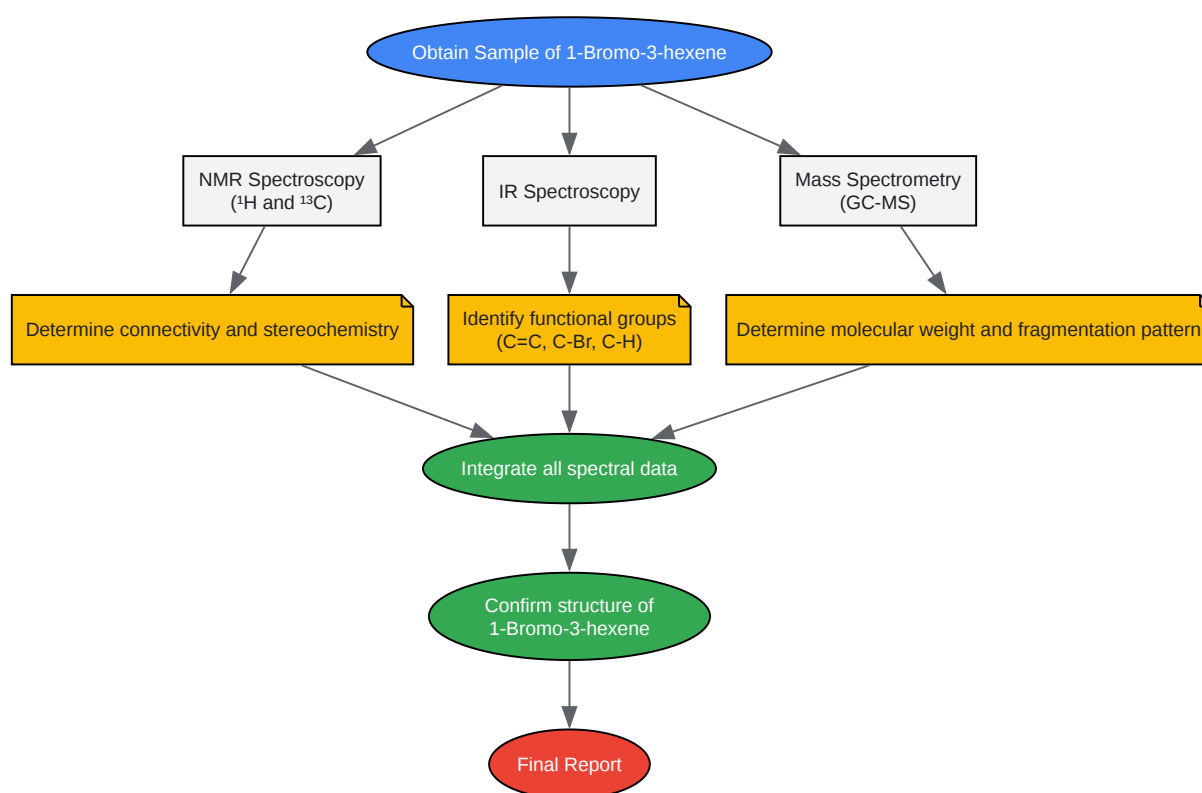 Obtain Sample of 1-Bromo-3-hexene
NMR Spectroscopy
(¹H and ¹³C)
IR Spectroscopy
Mass Spectrometry
(GC-MS)
Determine connectivity and stereochemistry
Identify functional groups
(C=C, C-Br, C-H)
Determine molecular weight and fragmentation pattern
Integrate all spectral data
Confirm structure of
1-Bromo-3-hexene
Final Report